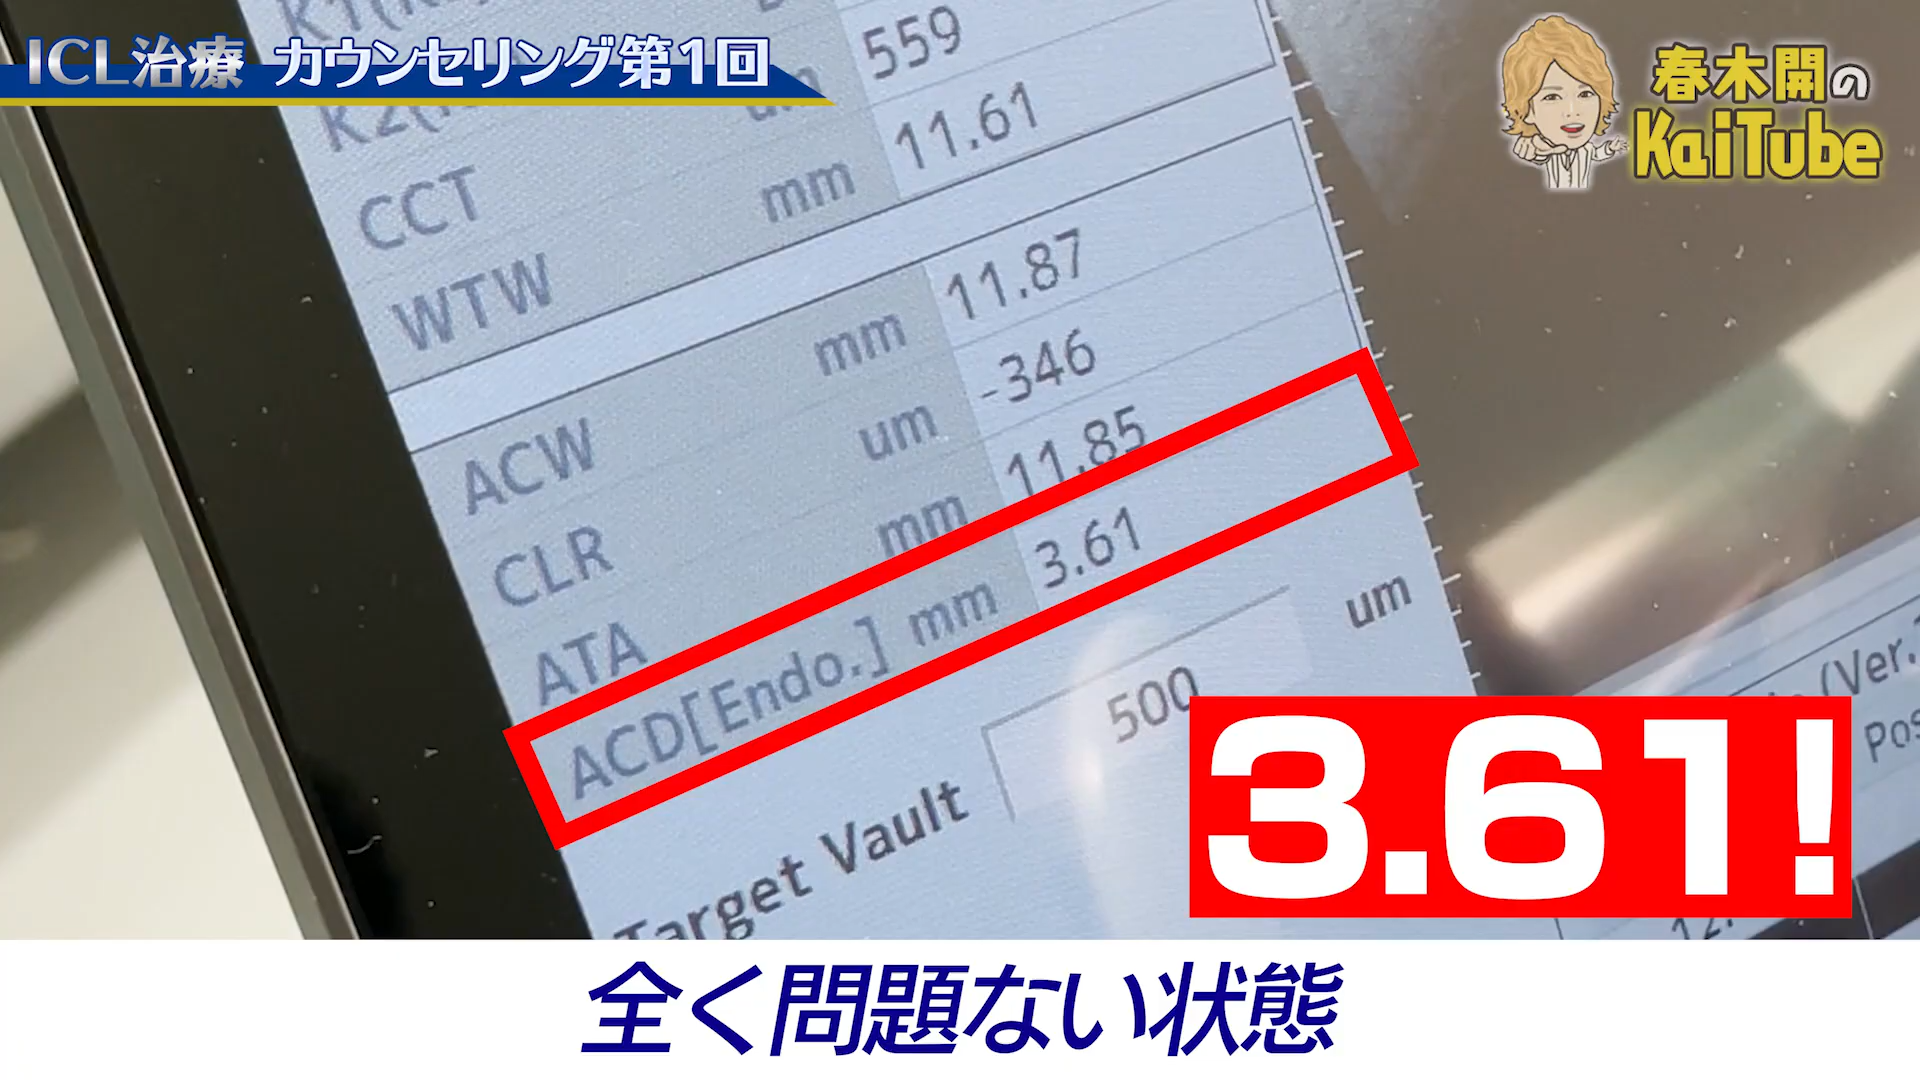 ICL治療 カウンセリング第1回
春木開の
KaiTube
CCT um 559
WTW mm 11.61
ACW mm 11.87
CLR um -346
ATA mm 11.85
ACD[Endo.] mm 3.61
Target Vault 500 um
(Ver.
3.61!
全く問題ない状態